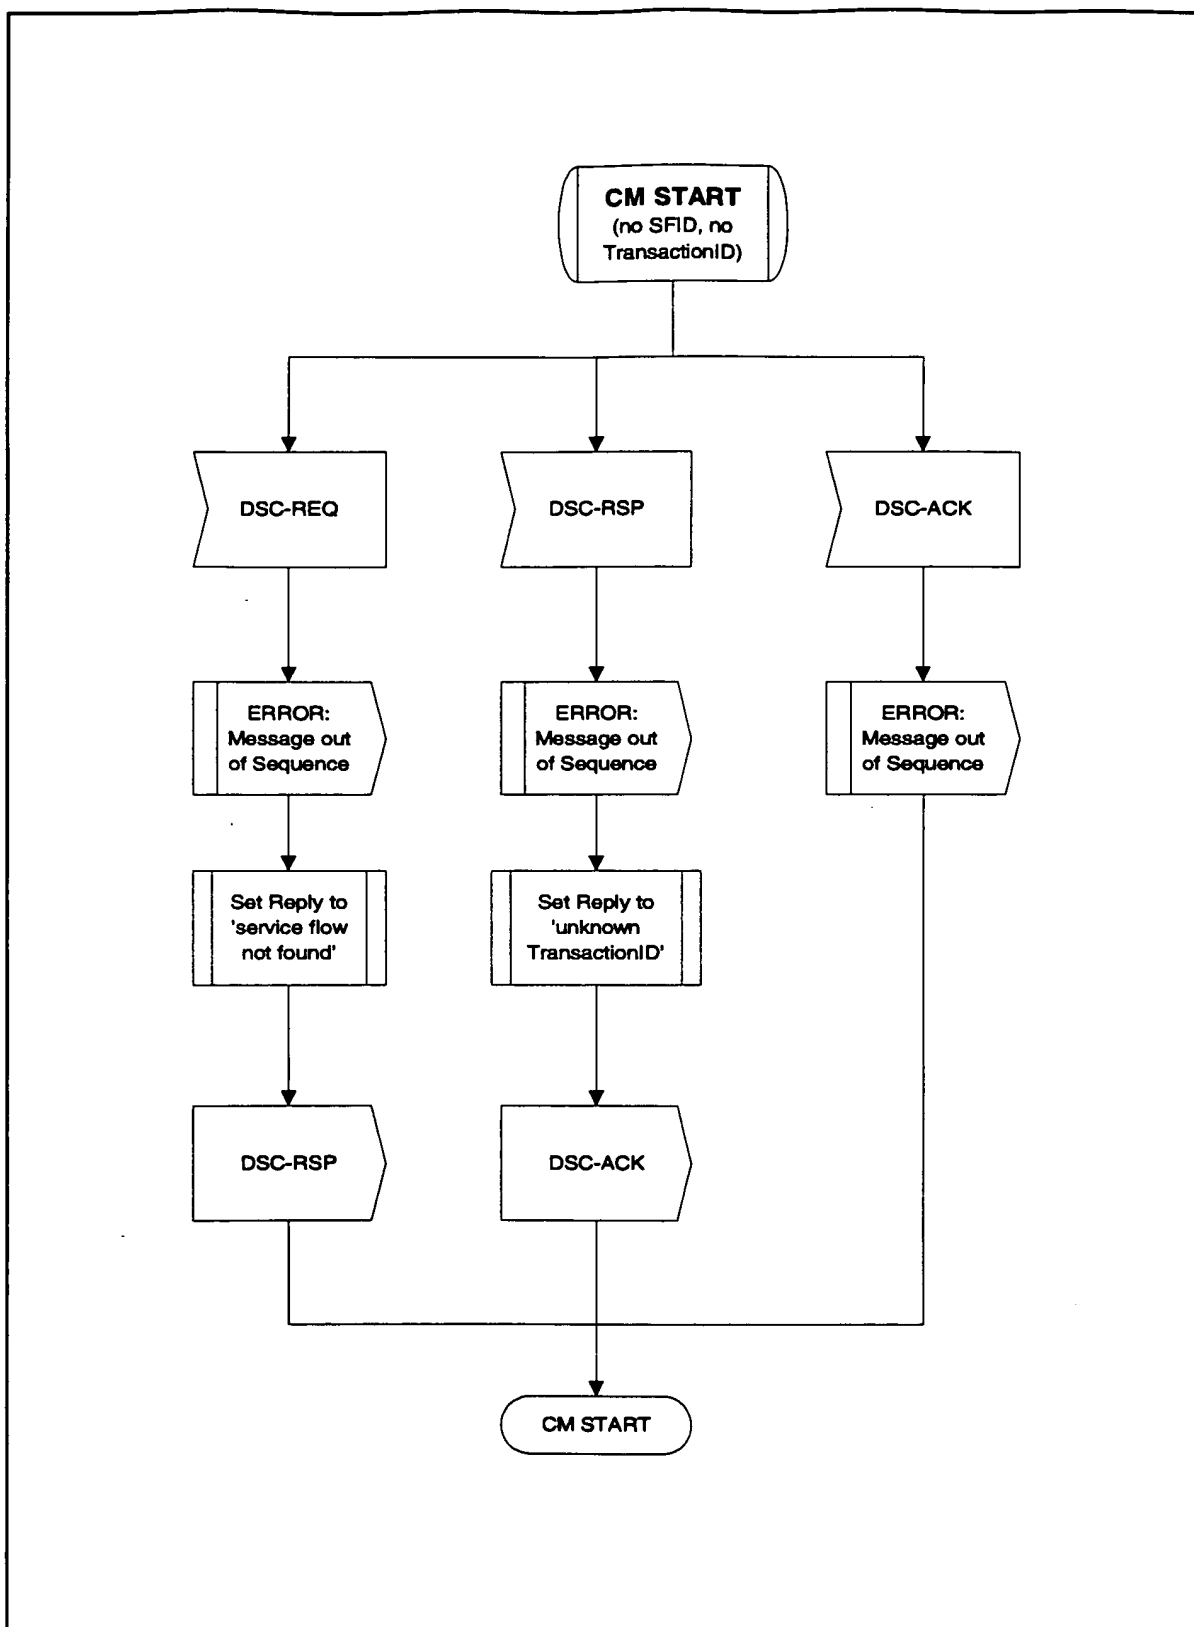 CM START
(no SFID, no
TransactionID)
DSC-REQ
DSC-RSP
DSC-ACK
ERROR:
Message out
of Sequence
ERROR:
Message out
of Sequence
ERROR:
Message out
of Sequence
Set Reply to
'service flow
not found'
Set Reply to
'unknown
TransactionID'
DSC-RSP
DSC-ACK
CM START